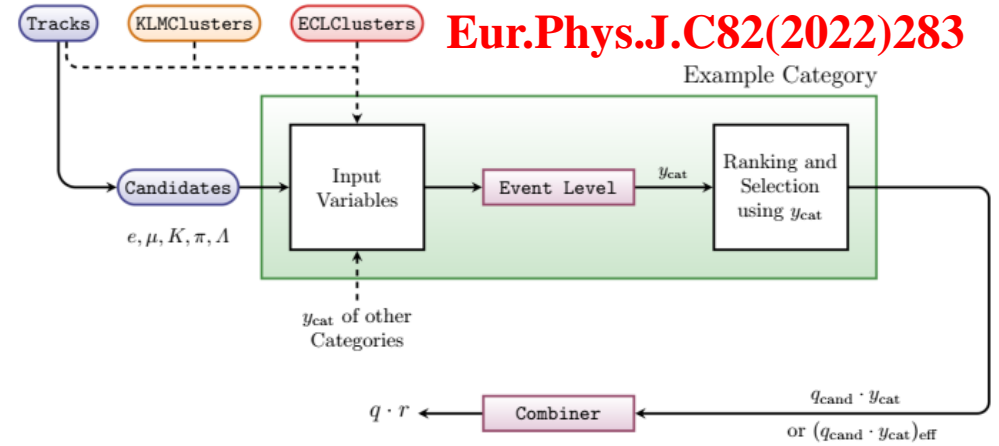 Tracks
KLMClusters
ECLClusters
Eur.Phys.J.C82(2022)283
Example Category
Candidates
e, μ, K, π, Λ
Input
Variables
Event Level
y_cat
Ranking and
Selection
using y_cat
y_cat of other
Categories
q_cand · y_cat
or (q_cand · y_cat)_eff
Combiner
q · r